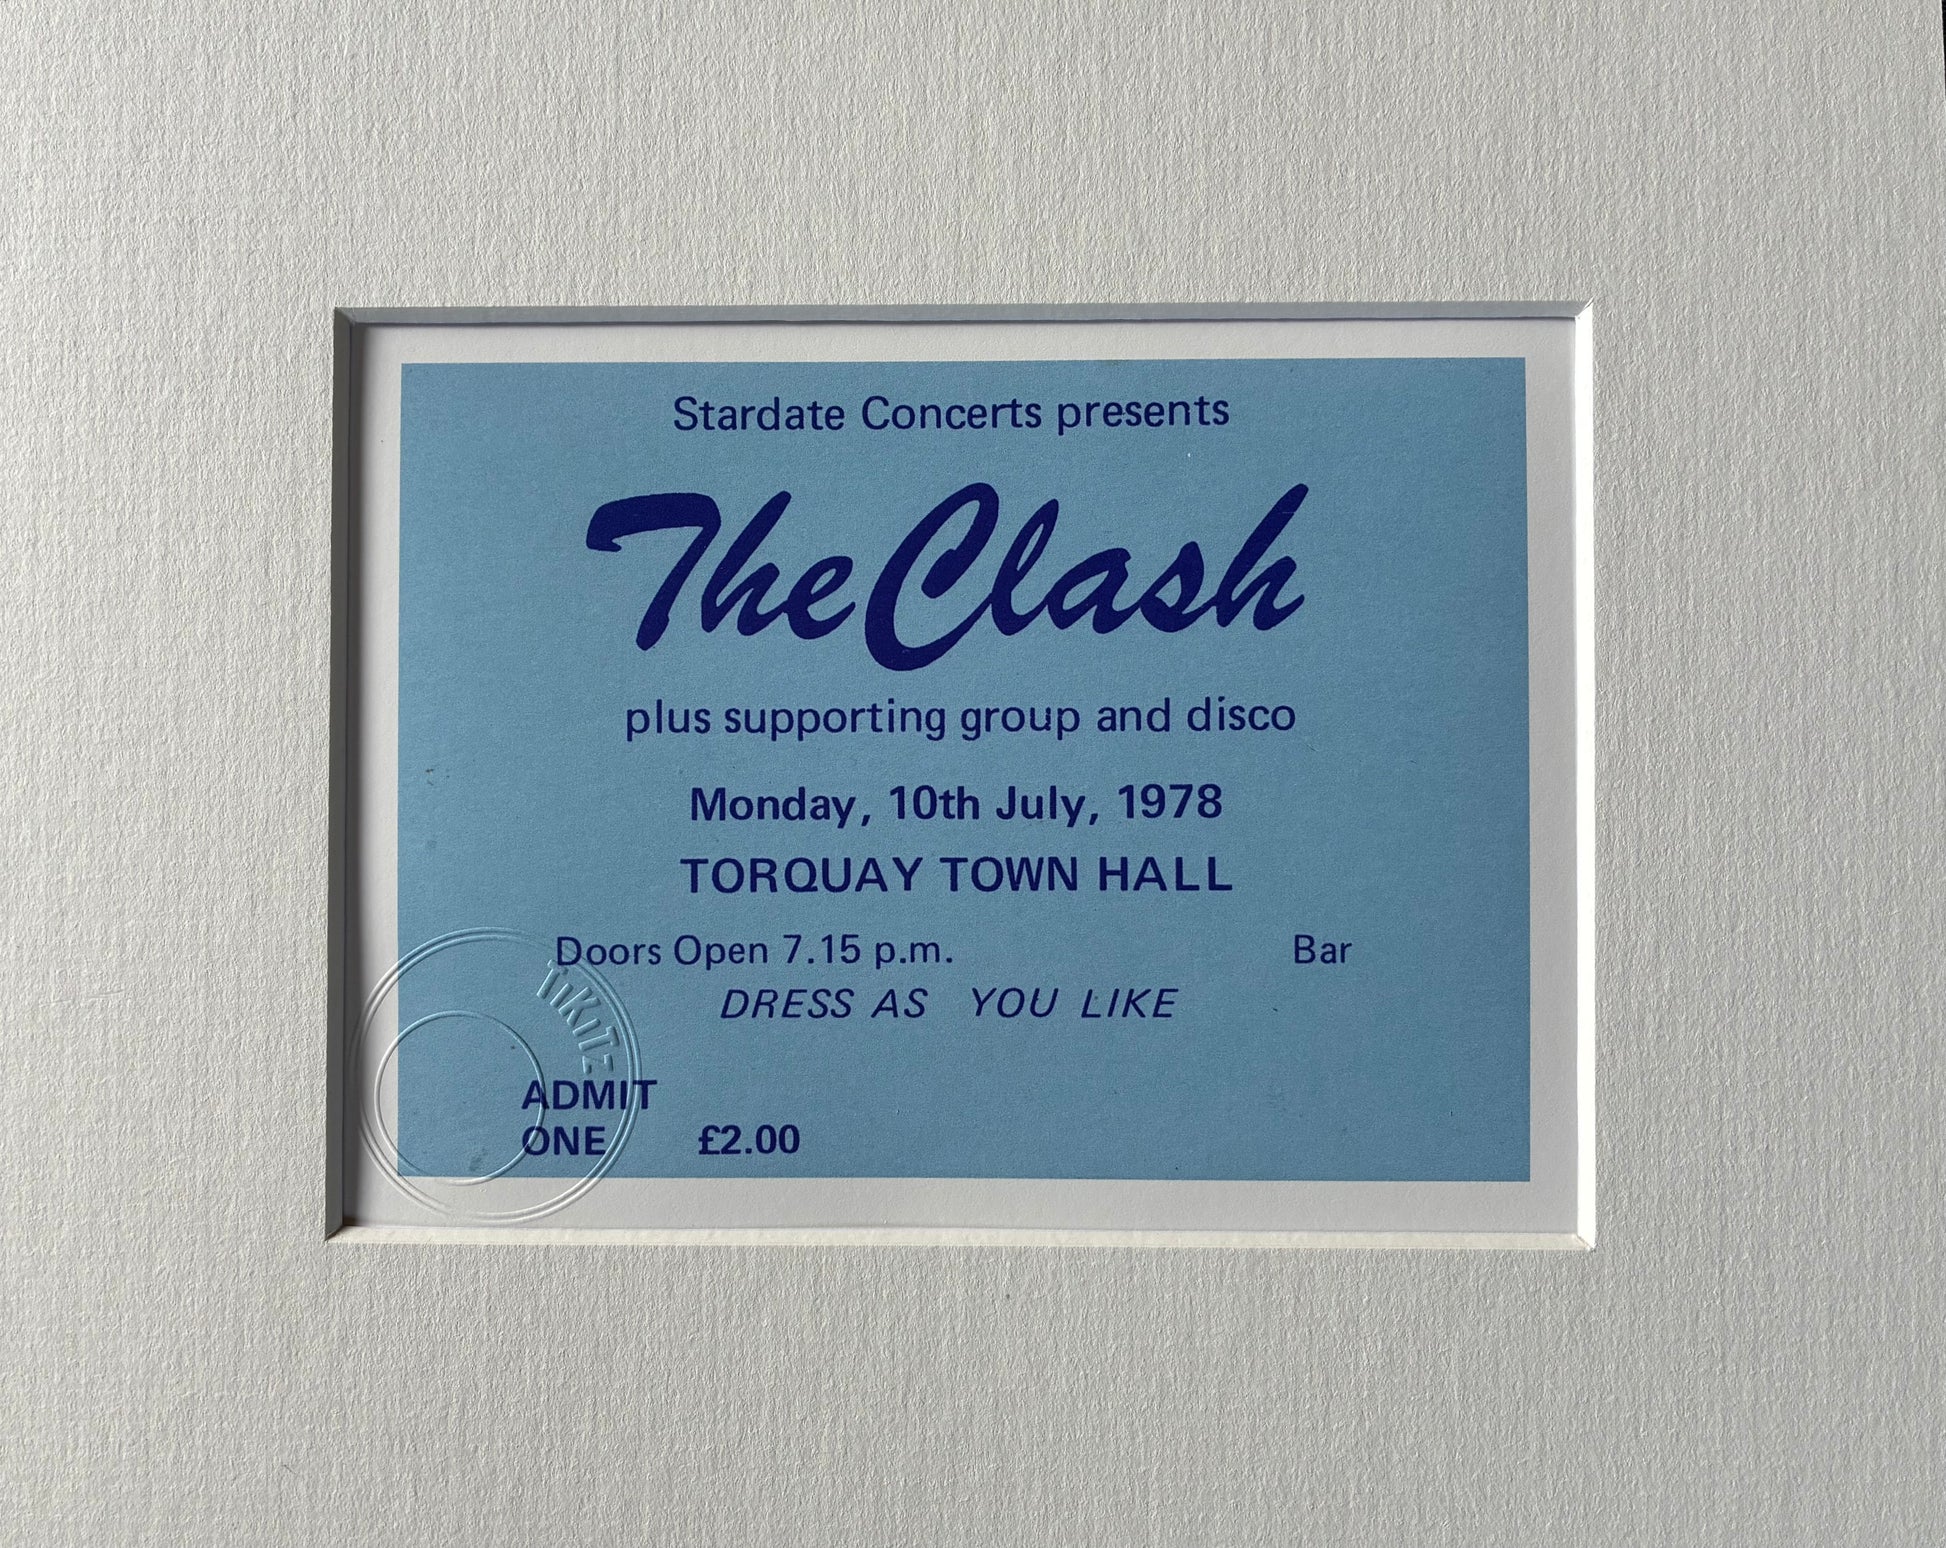 Stardate Concerts presents
The Clash
plus supporting group and disco
Monday, 10th July, 1978
TORQUAY TOWN HALL
Doors Open 7.15 p.m. Bar
DRESS AS YOU LIKE
TiKiTz
ADMIT
ONE £2.00